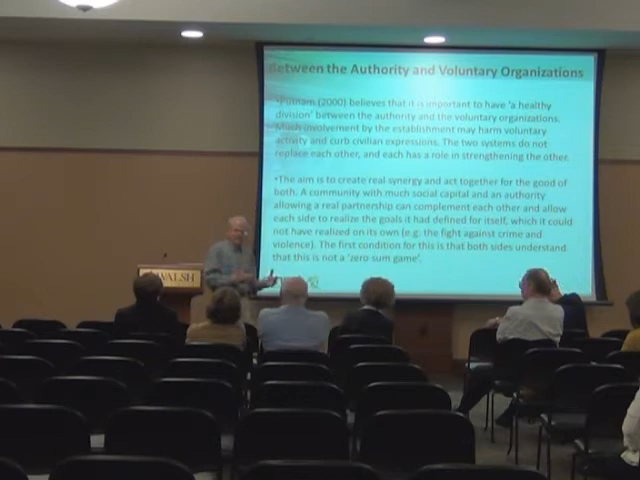 Between the Authority and Voluntary Organizations
•Putnam (2000) believes that it is important to have 'a healthy
division' between the authority and the voluntary organizations.
Much involvement by the establishment may harm voluntary
activity and curb civilian expressions. The two systems do not
replace each other, and each has a role in strengthening the other.
•The aim is to create real synergy and act together for the good of
both. A community with much social capital and an authority
allowing a real partnership can complement each other and allow
each side to realize the goals it had defined for itself, which it could
not have realized on its own (e.g. the fight against crime and
violence). The first condition for this is that both sides understand
that this is not a 'zero sum game'.
WALSH